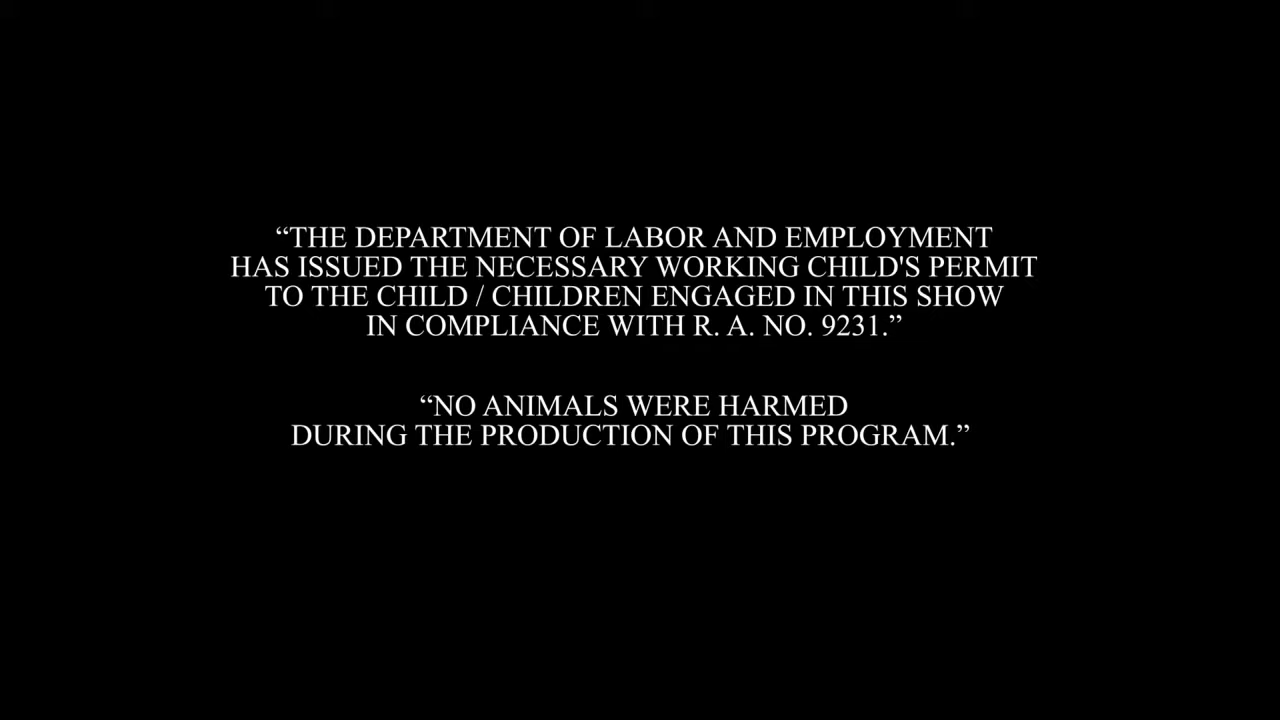 “THE DEPARTMENT OF LABOR AND EMPLOYMENT
HAS ISSUED THE NECESSARY WORKING CHILD'S PERMIT
TO THE CHILD / CHILDREN ENGAGED IN THIS SHOW
IN COMPLIANCE WITH R. A. NO. 9231.”
“NO ANIMALS WERE HARMED
DURING THE PRODUCTION OF THIS PROGRAM.”